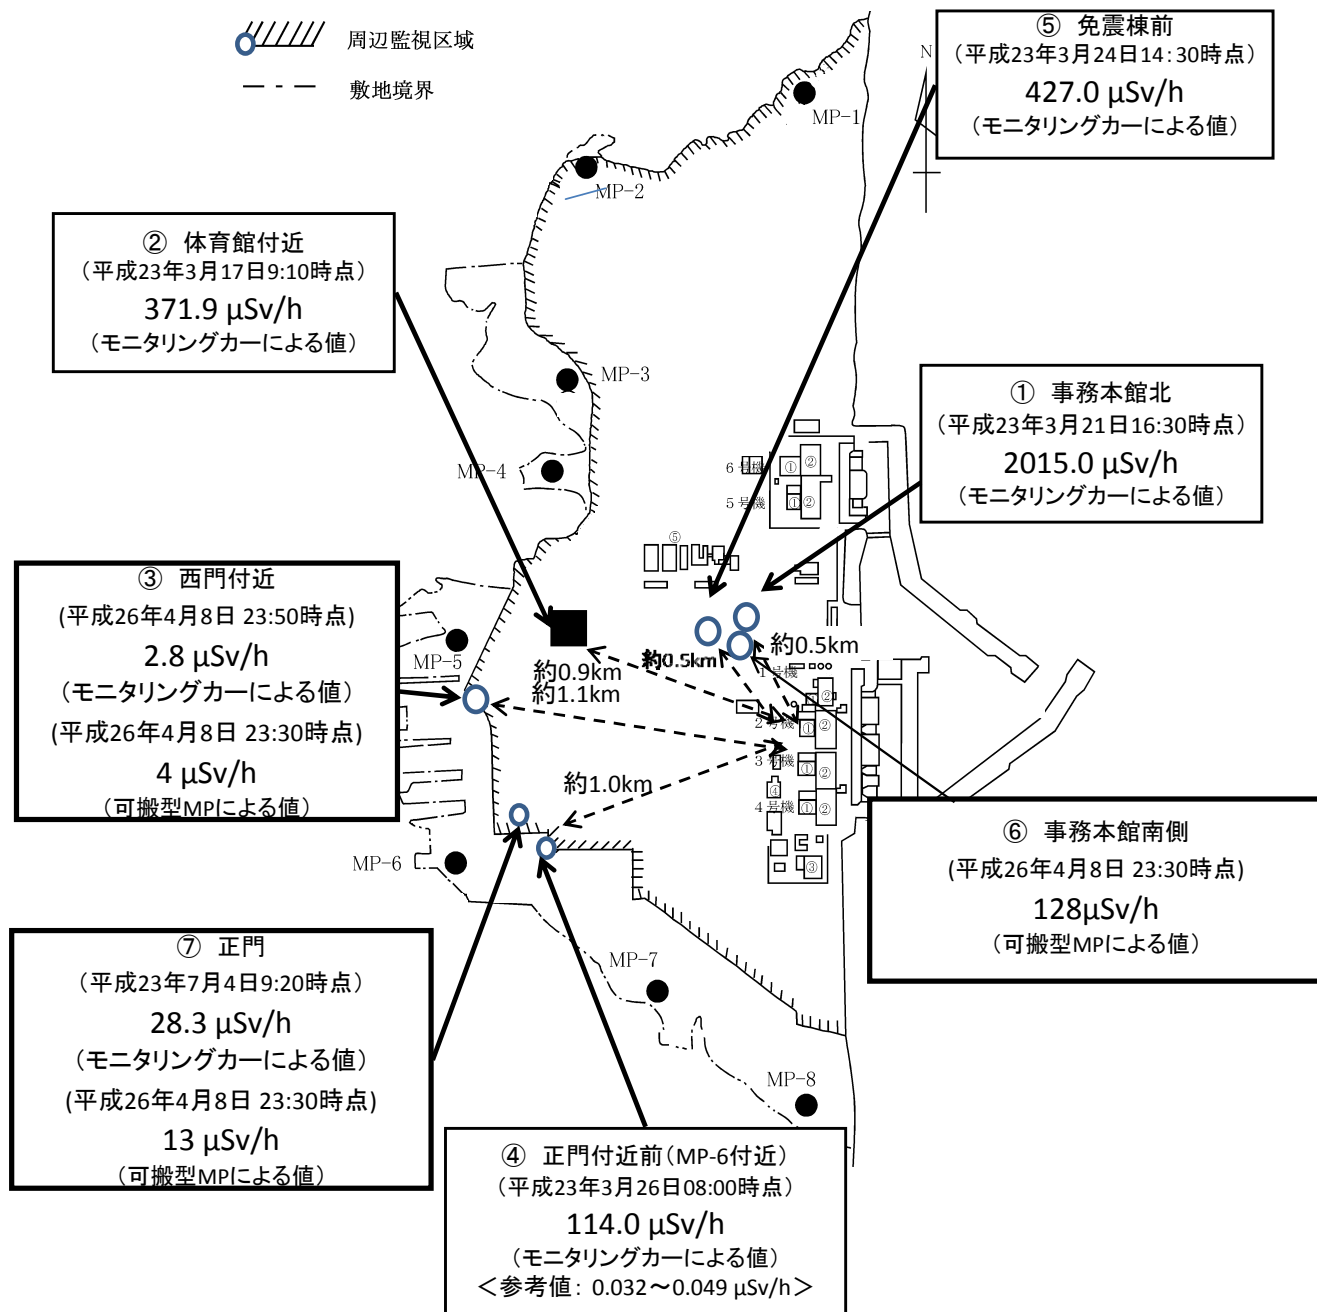 周辺監視区域
敷地境界
⑤ 免震棟前
（平成23年3月24日14:30時点）
427.0 μSv/h
（モニタリングカーによる値）
N
MP-1
MP-2
② 体育館付近
（平成23年3月17日9:10時点）
371.9 μSv/h
（モニタリングカーによる値）
MP-3
① 事務本館北
（平成23年3月21日16:30時点）
2015.0 μSv/h
（モニタリングカーによる値）
MP-4
6号機
① ②
5号機
① ②
⑤
③ 西門付近
(平成26年4月8日 23:50時点)
2.8 μSv/h
（モニタリングカーによる値）
(平成26年4月8日 23:30時点)
4 μSv/h
（可搬型MPによる値）
MP-5
約0.9km
約1.1km
約0.5km
約0.5km
1号機
②
2号機
① ②
3号機
① ②
④
4号機
① ②
③
約1.0km
MP-6
⑥ 事務本館南側
(平成26年4月8日 23:30時点)
128μSv/h
（可搬型MPによる値）
⑦ 正門
（平成23年7月4日9:20時点）
28.3 μSv/h
（モニタリングカーによる値）
(平成26年4月8日 23:30時点)
13 μSv/h
（可搬型MPによる値）
MP-7
MP-8
④ 正門付近前（MP-6付近）
（平成23年3月26日08:00時点）
114.0 μSv/h
（モニタリングカーによる値）
＜参考値： 0.032～0.049 μSv/h＞